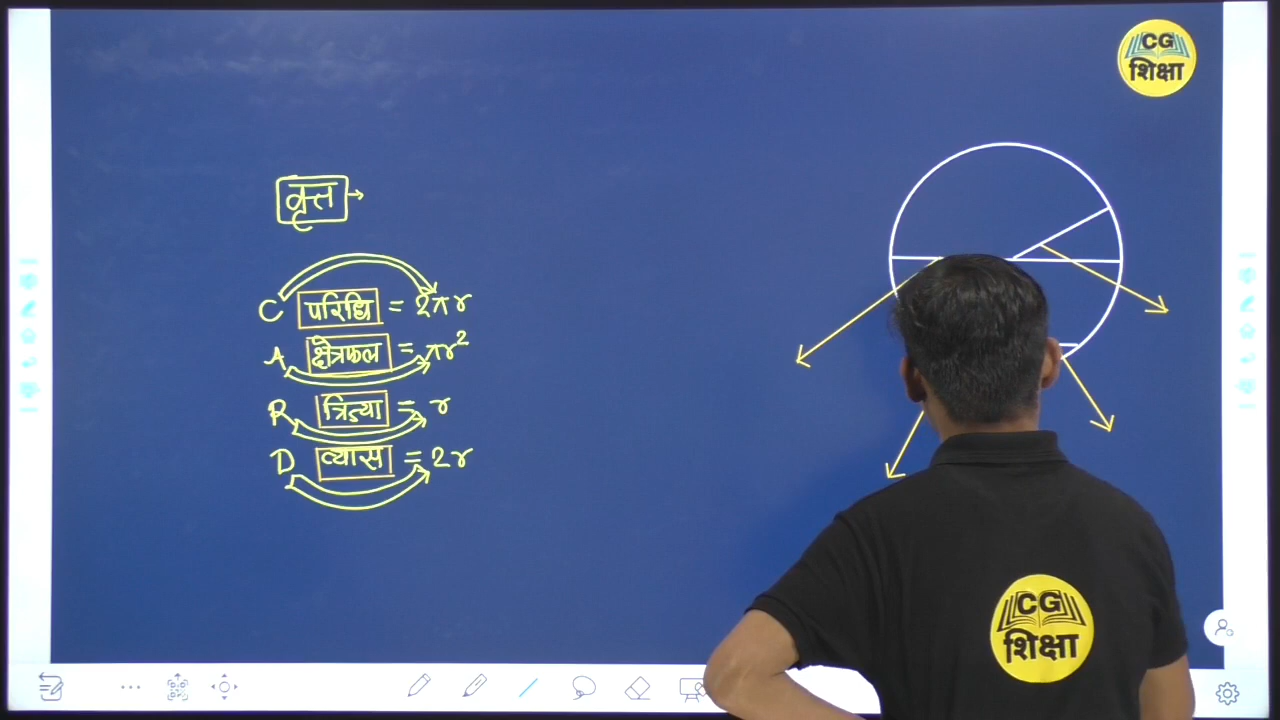 CG
शिक्षा
वृत्त →
C परिधि = 2πr
A क्षेत्रफल = πr²
R त्रिज्या = r
D व्यास = 2r
CG
शिक्षा